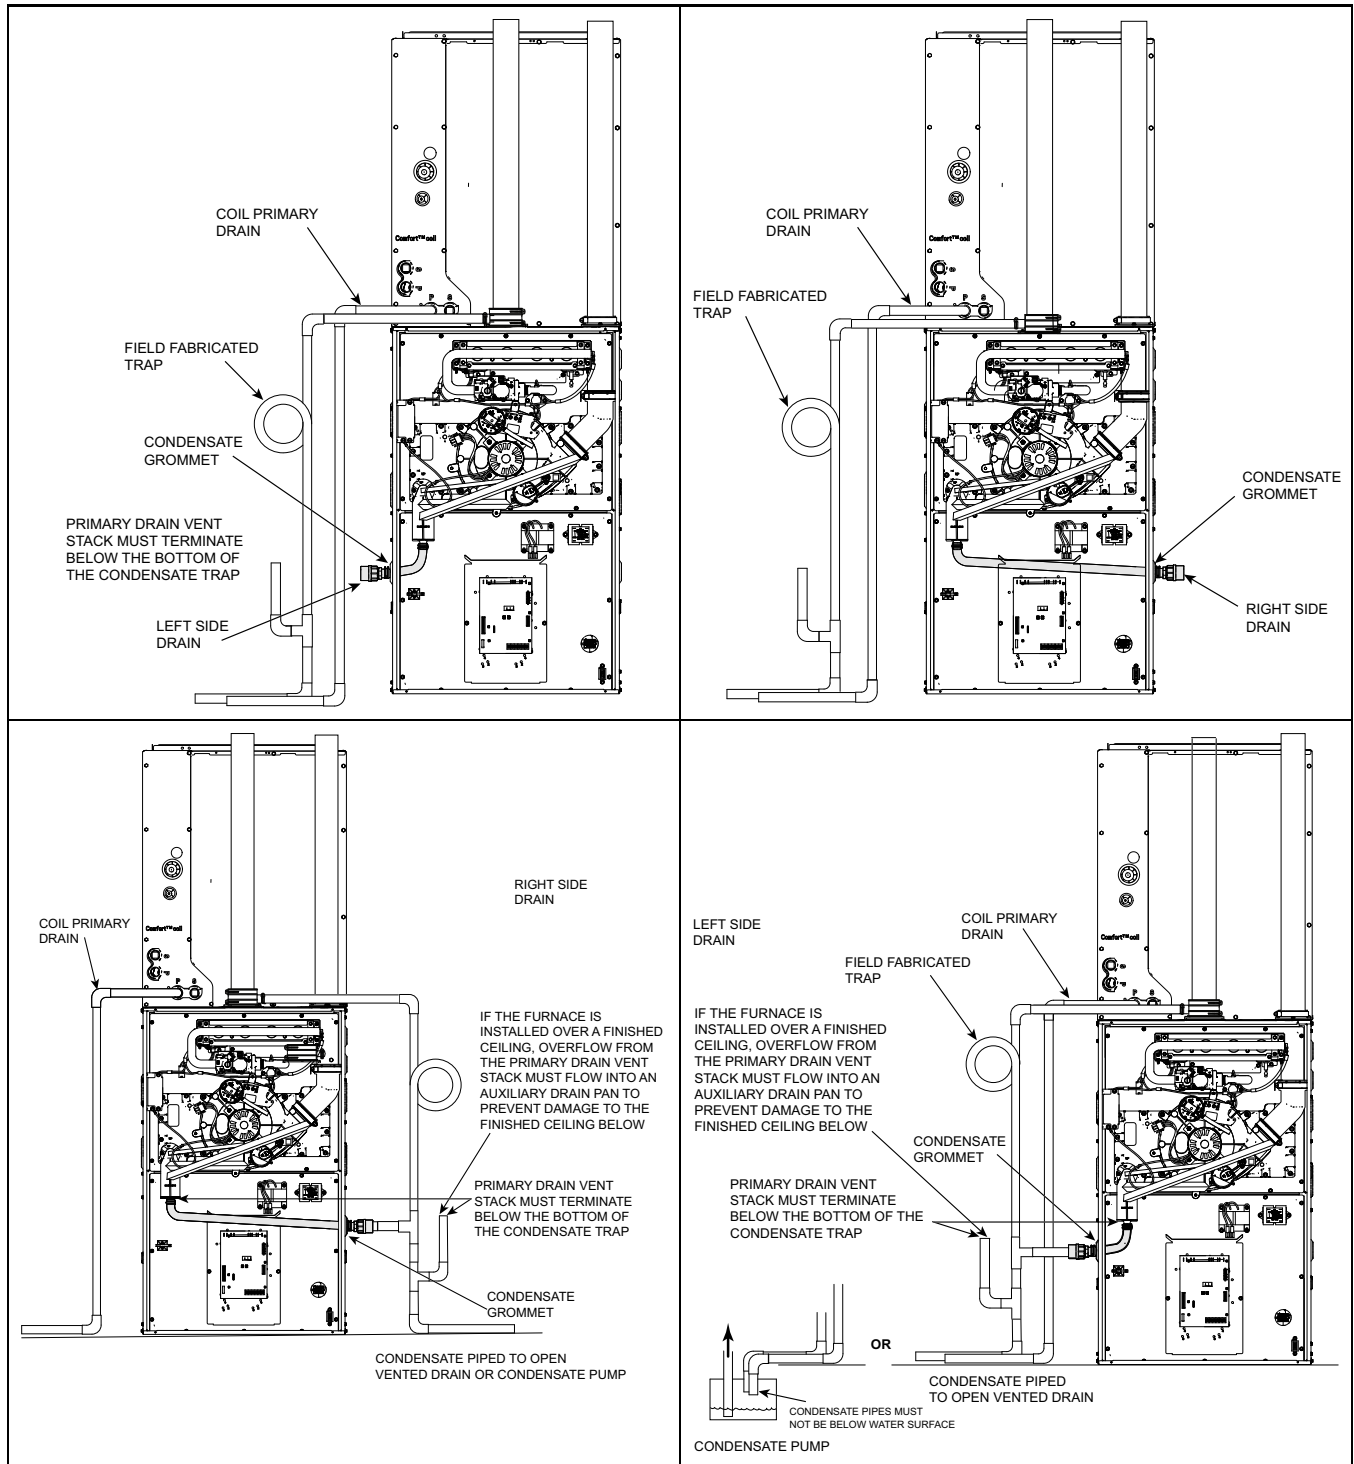 COIL PRIMARY
DRAIN
Comfort™ coil
P S
FIELD FABRICATED
TRAP
CONDENSATE
GROMMET
PRIMARY DRAIN VENT
STACK MUST TERMINATE
BELOW THE BOTTOM OF
THE CONDENSATE TRAP
LEFT SIDE
DRAIN
COIL PRIMARY
DRAIN
Comfort™ coil
P S
FIELD FABRICATED
TRAP
CONDENSATE
GROMMET
RIGHT SIDE
DRAIN
RIGHT SIDE
DRAIN
COIL PRIMARY
DRAIN
Comfort™ coil
P S
IF THE FURNACE IS
INSTALLED OVER A FINISHED
CEILING, OVERFLOW FROM
THE PRIMARY DRAIN VENT
STACK MUST FLOW INTO AN
AUXILIARY DRAIN PAN TO
PREVENT DAMAGE TO THE
FINISHED CEILING BELOW
PRIMARY DRAIN VENT
STACK MUST TERMINATE
BELOW THE BOTTOM OF
THE CONDENSATE TRAP
CONDENSATE
GROMMET
CONDENSATE PIPED TO OPEN
VENTED DRAIN OR CONDENSATE PUMP
LEFT SIDE
DRAIN
COIL PRIMARY
DRAIN
Comfort™ coil
P S
FIELD FABRICATED
TRAP
IF THE FURNACE IS
INSTALLED OVER A FINISHED
CEILING, OVERFLOW FROM
THE PRIMARY DRAIN VENT
STACK MUST FLOW INTO AN
AUXILIARY DRAIN PAN TO
PREVENT DAMAGE TO THE
FINISHED CEILING BELOW
CONDENSATE
GROMMET
PRIMARY DRAIN VENT
STACK MUST TERMINATE
BELOW THE BOTTOM OF THE
CONDENSATE TRAP
OR
CONDENSATE PIPED
TO OPEN VENTED DRAIN
CONDENSATE PIPES MUST
NOT BE BELOW WATER SURFACE
CONDENSATE PUMP